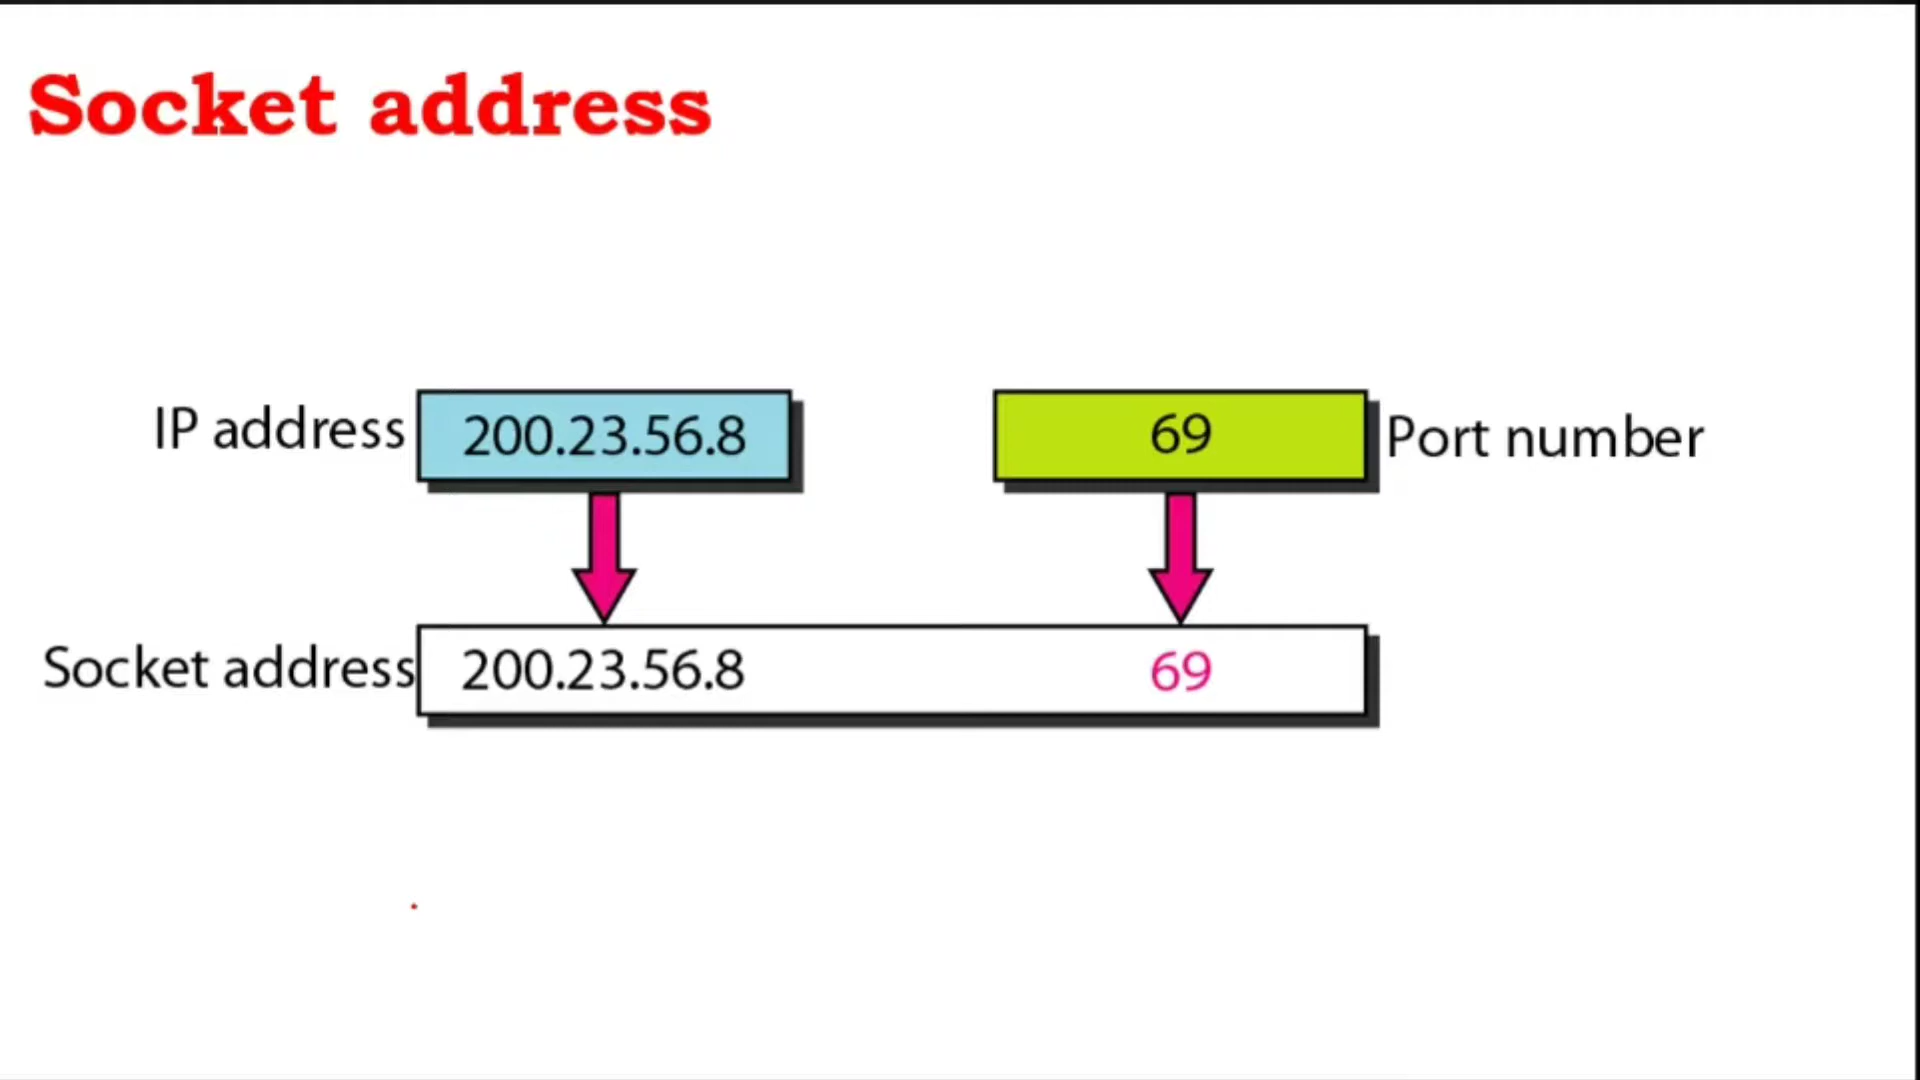 Socket address
IP address 200.23.56.8 69 Port number
Socket address 200.23.56.8 69